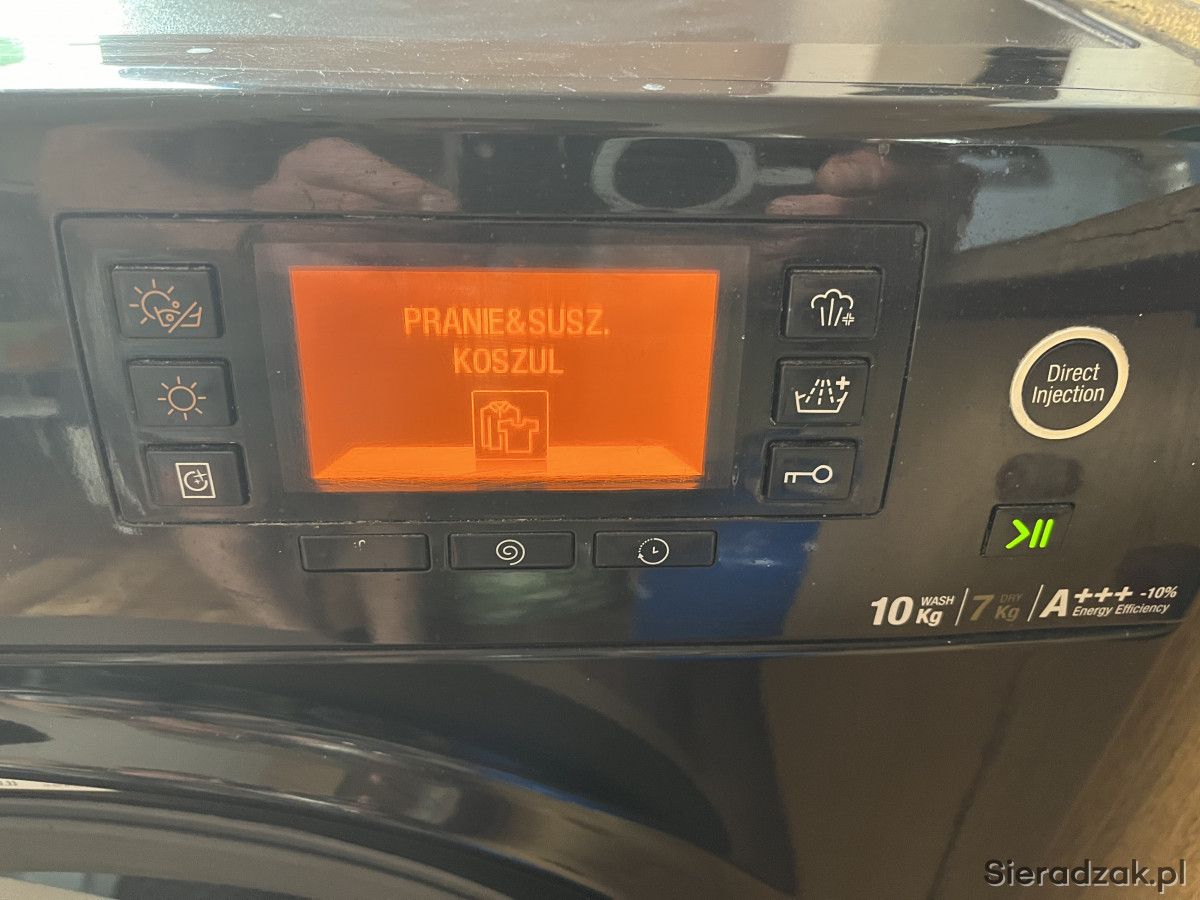 PRANIE&SUSZ.
KOSZUL
Direct
Injection
10 WASH Kg / 7 DRY Kg / A+++ -10% Energy Efficiency
Sieradzak.pl